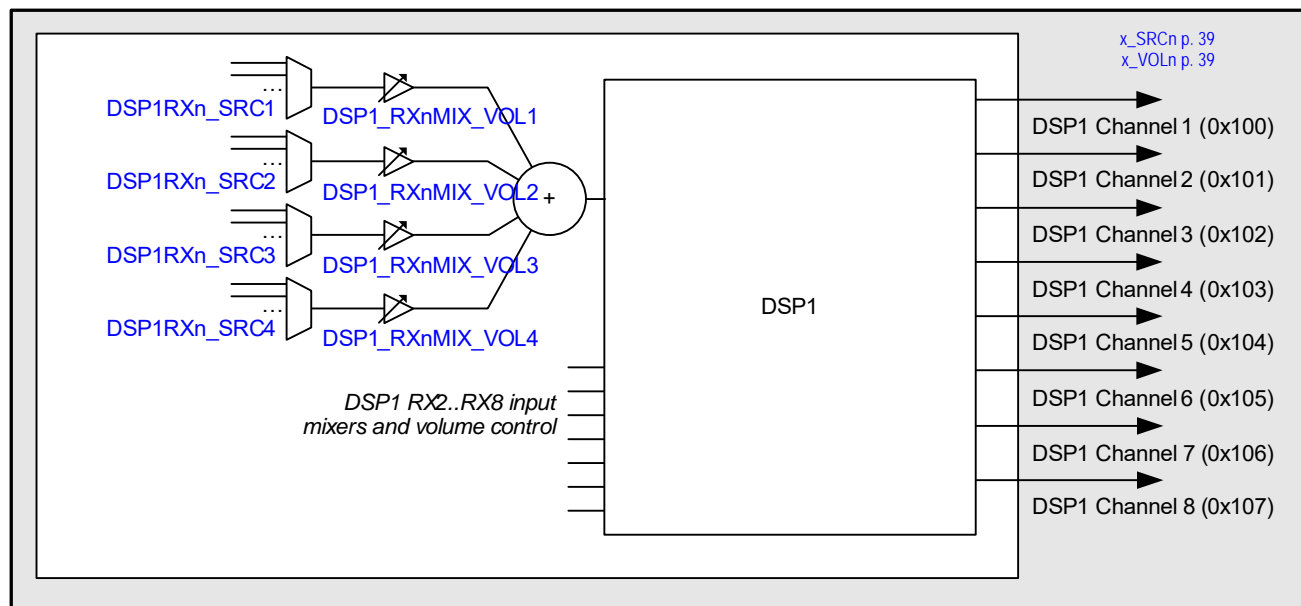 x_SRCn p. 39
x_VOLn p. 39
...
DSP1RXn_SRC1
DSP1_RXnMIX_VOL1
...
DSP1RXn_SRC2
DSP1_RXnMIX_VOL2
...
DSP1RXn_SRC3
DSP1_RXnMIX_VOL3
...
DSP1RXn_SRC4
DSP1_RXnMIX_VOL4
+
DSP1 RX2..RX8 input
mixers and volume control
DSP1
DSP1 Channel 1 (0x100)
DSP1 Channel 2 (0x101)
DSP1 Channel 3 (0x102)
DSP1 Channel 4 (0x103)
DSP1 Channel 5 (0x104)
DSP1 Channel 6 (0x105)
DSP1 Channel 7 (0x106)
DSP1 Channel 8 (0x107)